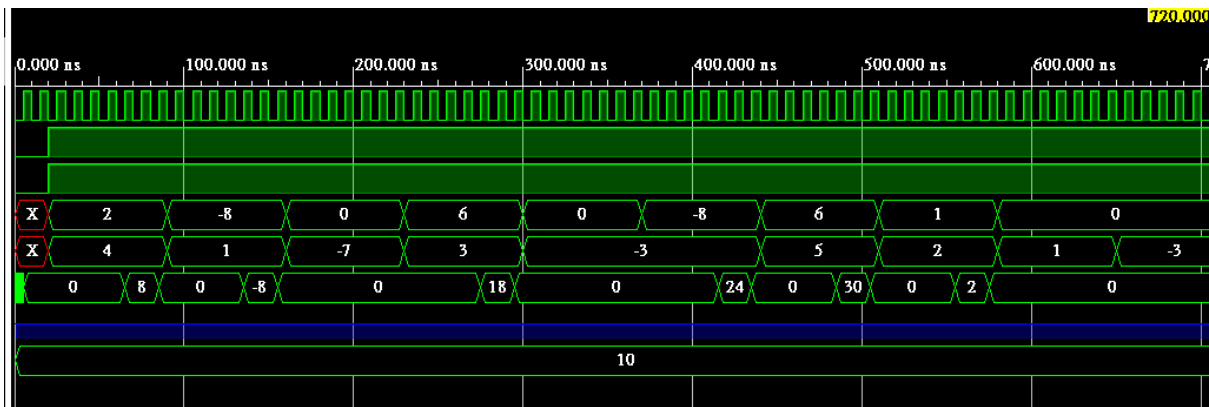 720.000
0.000 ns 100.000 ns 200.000 ns 300.000 ns 400.000 ns 500.000 ns 600.000 ns 7
X 2 -8 0 6 0 -8 6 1 0
X 4 1 -7 3 -3 5 2 1 -3
0 8 0 -8 0 18 0 24 0 30 0 2 0
10